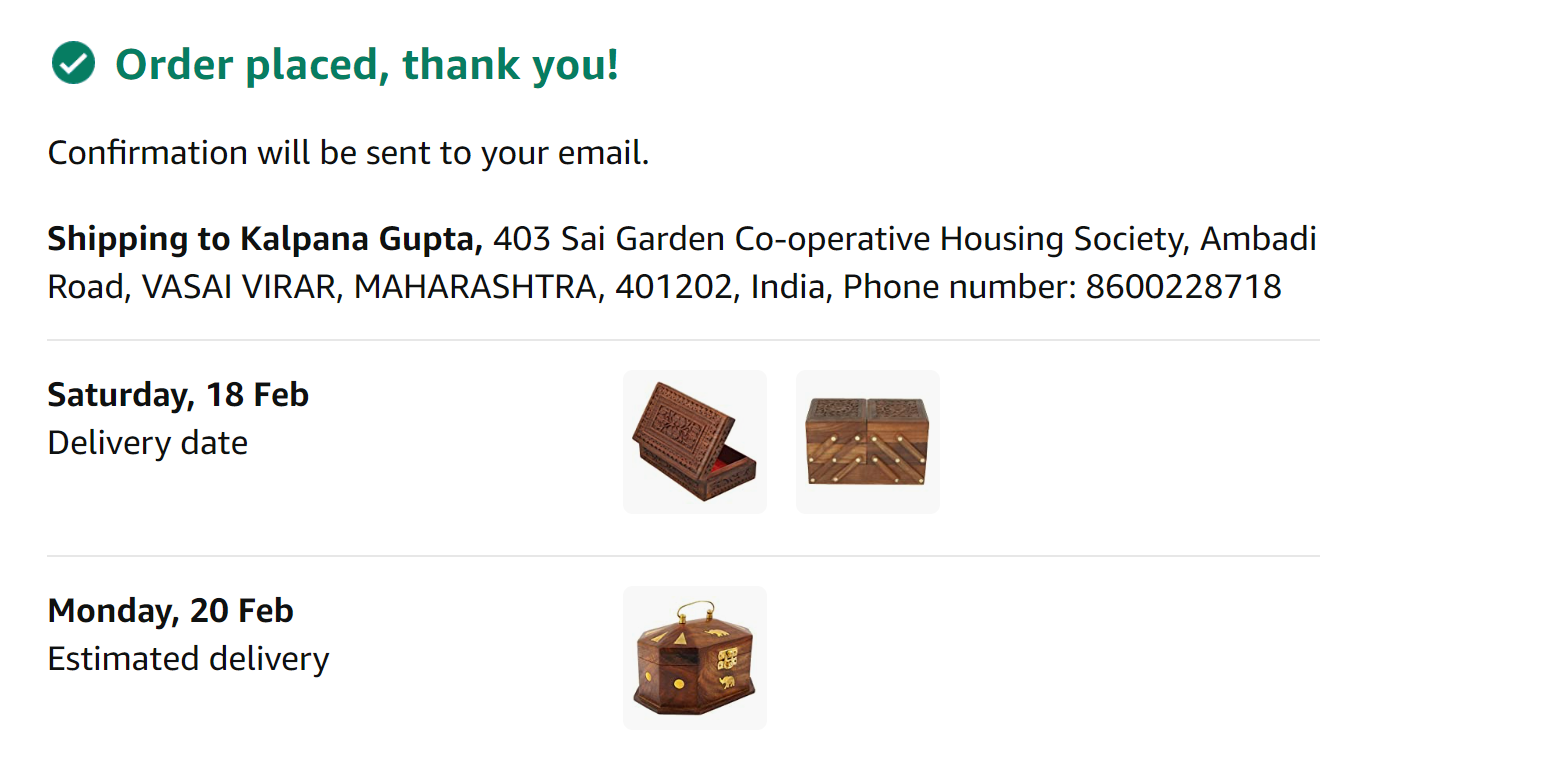 Order placed, thank you!
Confirmation will be sent to your email.
Shipping to Kalpana Gupta, 403 Sai Garden Co-operative Housing Society, Ambadi
Road, VASAI VIRAR, MAHARASHTRA, 401202, India, Phone number: 8600228718
Saturday, 18 Feb
Delivery date
Monday, 20 Feb
Estimated delivery